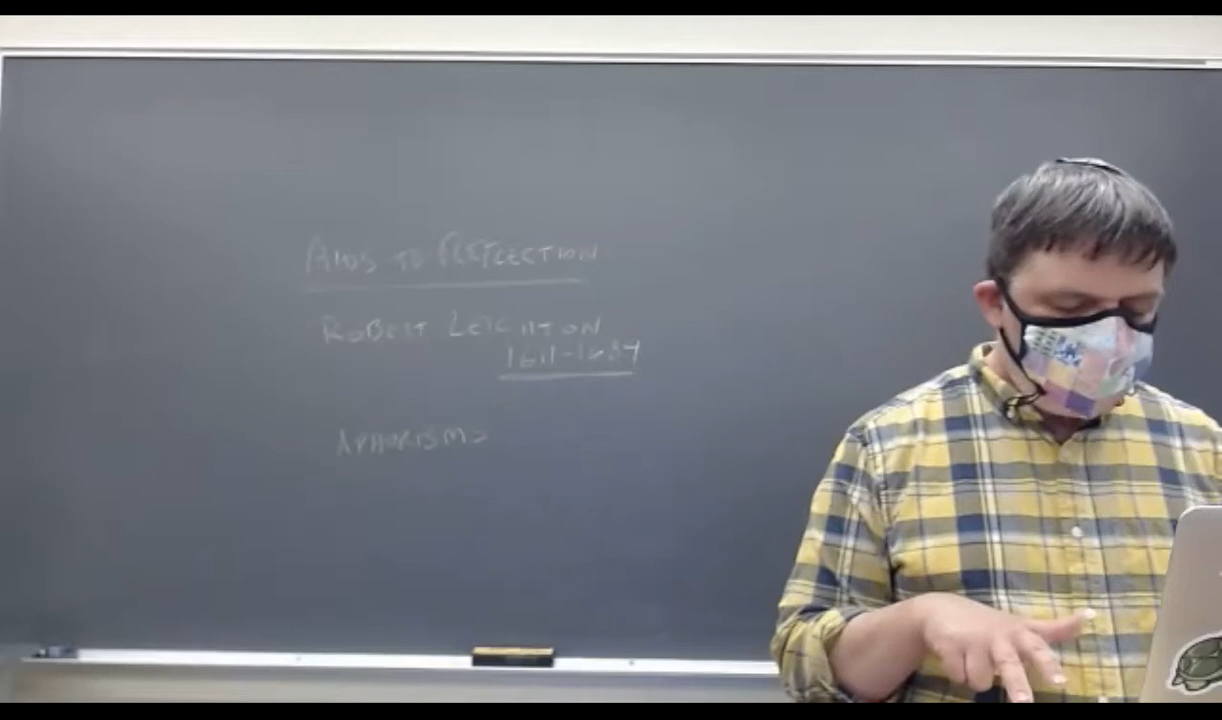 AIDS TO REFLECTION
ROBERT LEIGHTON
1611-1684
APHORISMS